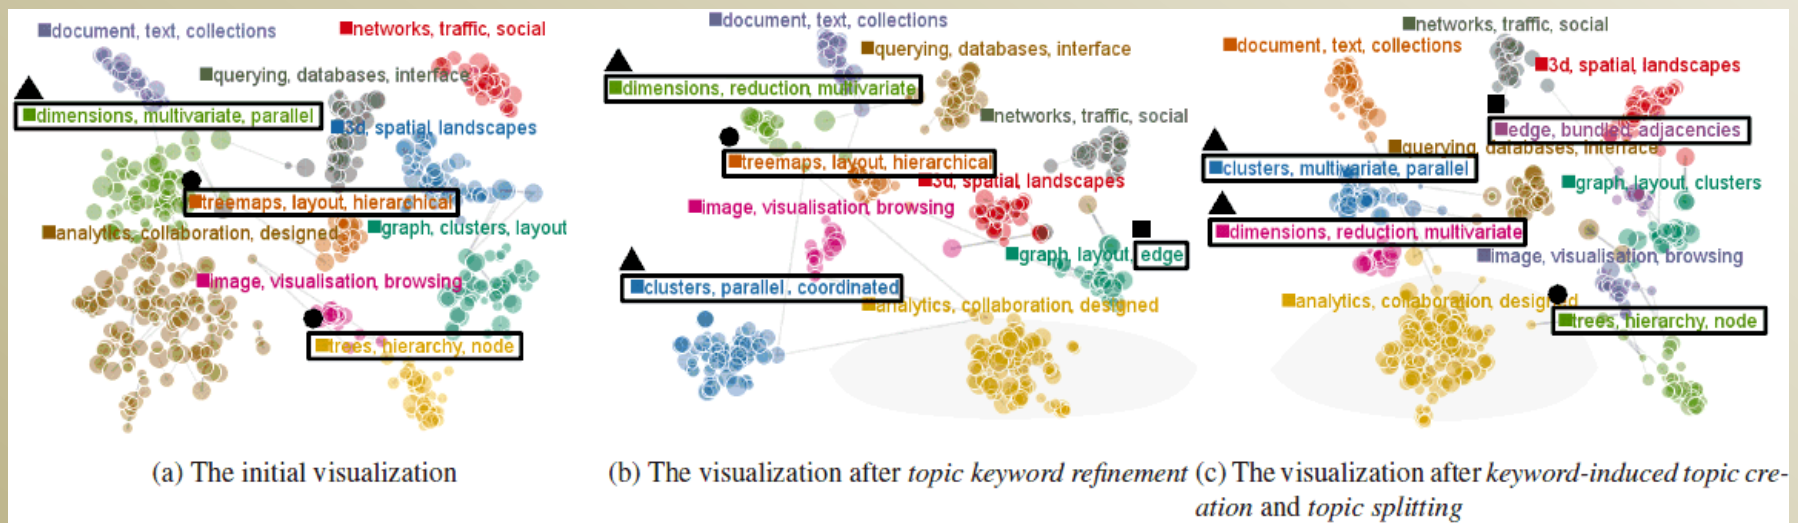 document, text, collections
networks, traffic, social
querying, databases, interface
dimensions, multivariate, parallel
3d, spatial, landscapes
treemaps, layout, hierarchical
analytics, collaboration, designed
graph, clusters, layout
image, visualisation, browsing
trees, hierarchy, node
(a) The initial visualization
document, text, collections
querying, databases, interface
dimensions, reduction, multivariate
networks, traffic, social
treemaps, layout, hierarchical
3d, spatial, landscapes
image, visualisation, browsing
graph, layout, edge
clusters, parallel, coordinated
analytics, collaboration, designed
(b) The visualization after topic keyword refinement
networks, traffic, social
document, text, collections
3d, spatial, landscapes
edge, bundled, adjacencies
querying, databases, interface
clusters, multivariate, parallel
graph, layout, clusters
dimensions, reduction, multivariate
image, visualisation, browsing
analytics, collaboration, designed
trees, hierarchy, node
(c) The visualization after keyword-induced topic cre-
ation and topic splitting